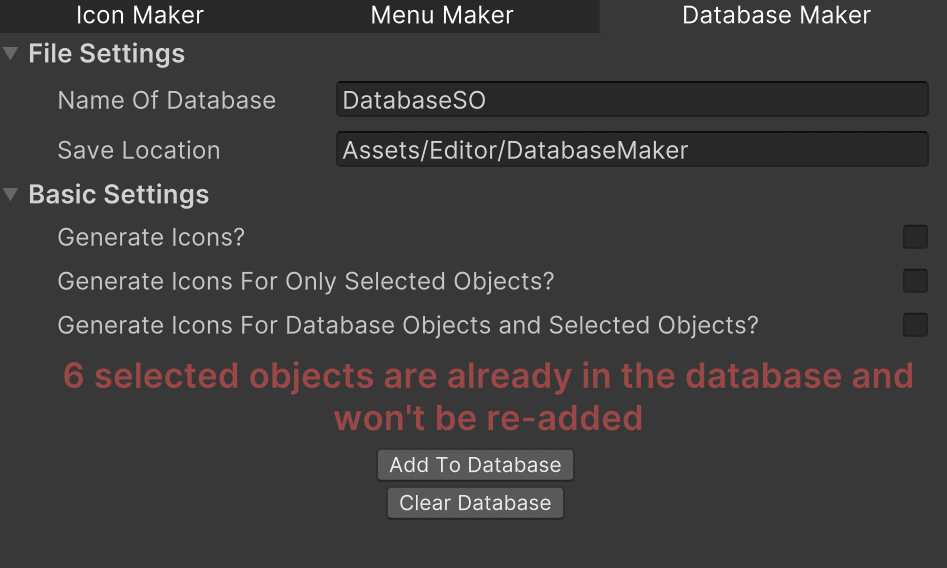 Icon Maker Menu Maker Database Maker
File Settings
Name Of Database DatabaseSO
Save Location Assets/Editor/DatabaseMaker
Basic Settings
Generate Icons?
Generate Icons For Only Selected Objects?
Generate Icons For Database Objects and Selected Objects?
6 selected objects are already in the database and
won't be re-added
Add To Database
Clear Database